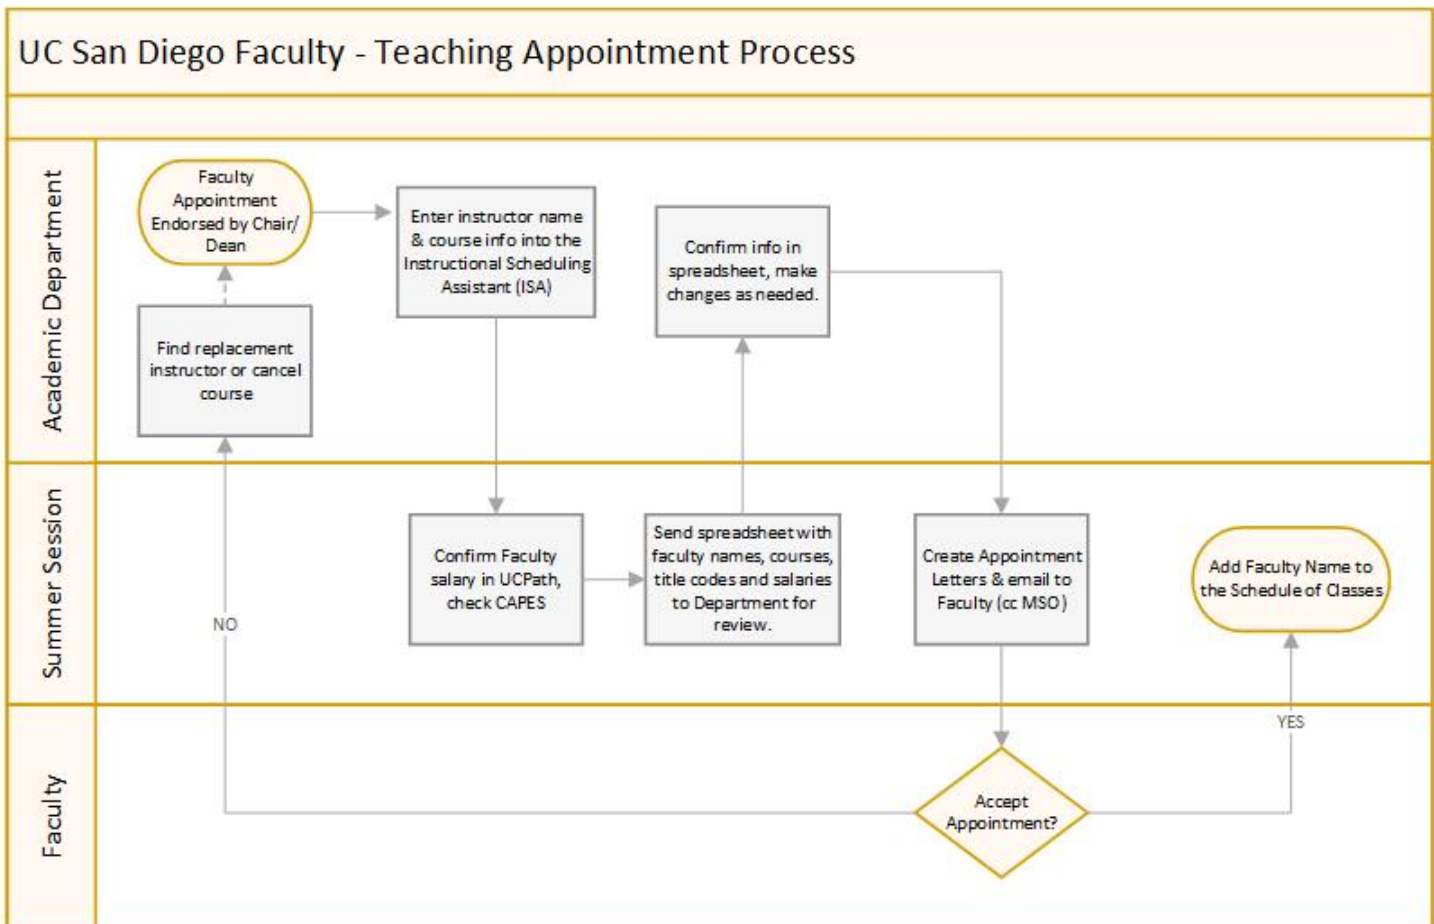 UC San Diego Faculty - Teaching Appointment Process
Academic Department
Faculty
Appointment
Endorsed by Chair/
Dean
Enter instructor name
& course info into the
Instructional Scheduling
Assistant (ISA)
Confirm info in
spreadsheet, make
changes as needed.
Find replacement
instructor or cancel
course
Summer Session
Confirm Faculty
salary in UCPath,
check CAPES
Send spreadsheet with
faculty names, courses,
title codes and salaries
to Department for
review.
Create Appointment
Letters & email to
Faculty (cc MSO)
Add Faculty Name to
the Schedule of Classes
NO
YES
Faculty
Accept
Appointment?